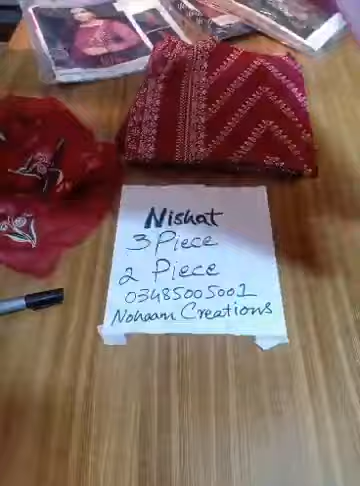 Nishat
3 Piece
2 Piece
03485005001
Nohaam Creations